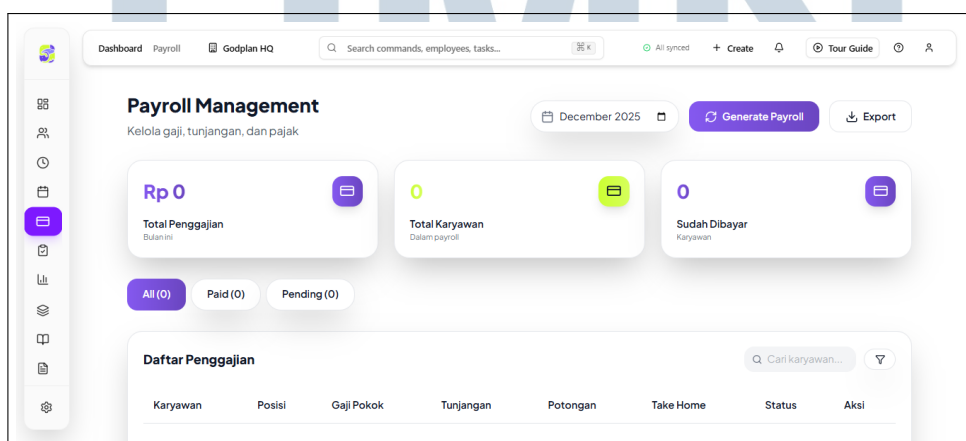 Dashboard Payroll Godplan HQ Search commands, employees, tasks... ⌘ K All synced + Create Tour Guide
Payroll Management
Kelola gaji, tunjangan, dan pajak
December 2025 Generate Payroll Export
Rp 0
Total Penggajian
Bulan ini
0
Total Karyawan
Dalam payroll
0
Sudah Dibayar
Karyawan
All (0) Paid (0) Pending (0)
Daftar Penggajian Cari karyawan...
Karyawan Posisi Gaji Pokok Tunjangan Potongan Take Home Status Aksi